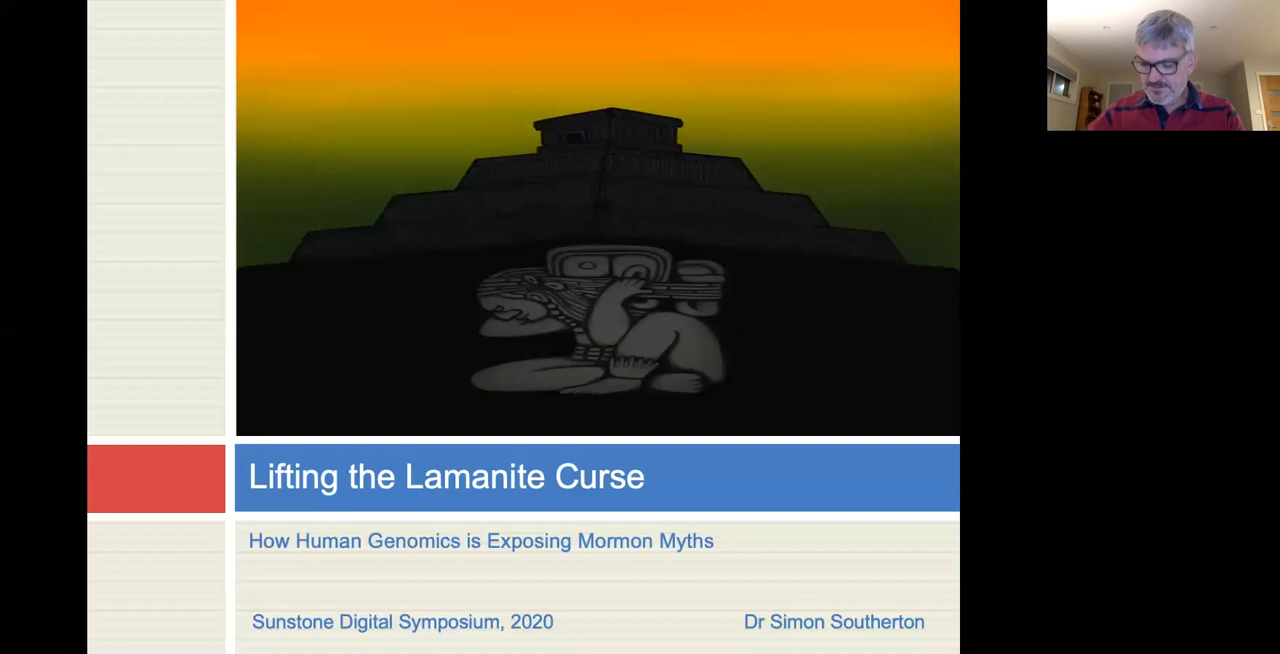 Lifting the Lamanite Curse
How Human Genomics is Exposing Mormon Myths
Sunstone Digital Symposium, 2020
Dr Simon Southerton